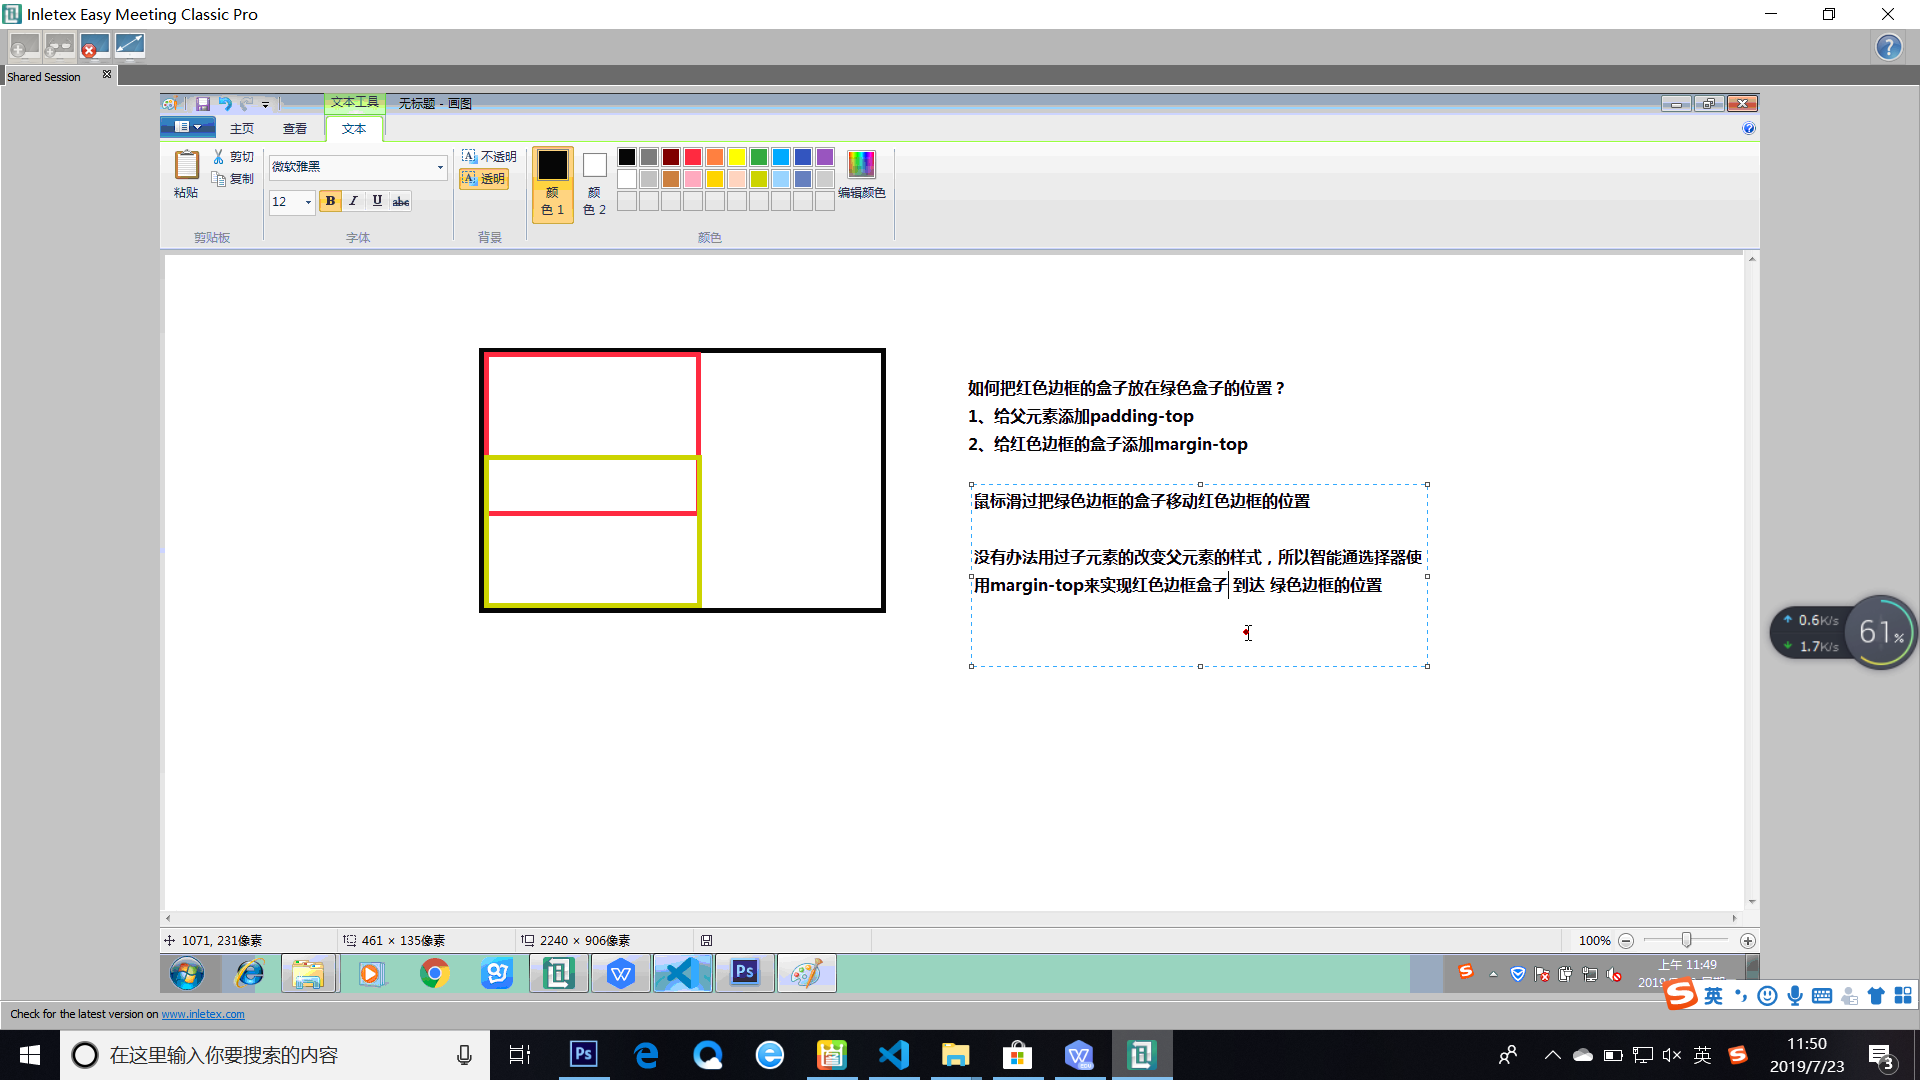 Inletex Easy Meeting Classic Pro
Shared Session
文本工具
无标题 - 画图
主页
查看
文本
粘贴
剪切
复制
剪贴板
微软雅黑
12
B I U abc
字体
不透明
透明
背景
颜色 1
颜色 2
编辑颜色
颜色
如何把红色边框的盒子放在绿色盒子的位置？
1、给父元素添加padding-top
2、给红色边框的盒子添加margin-top
鼠标滑过把绿色边框的盒子移动红色边框的位置
没有办法用过子元素的改变父元素的样式，所以智能通选择器使
用margin-top来实现红色边框盒子 到达 绿色边框的位置
0.6K/s
1.7K/s
61%
1071, 231像素
461 × 135像素
2240 × 906像素
100%
Ps
上午 11:49
英
Check for the latest version on www.inletex.com
在这里输入你要搜索的内容
Ps
英
11:50
2019/7/23
3